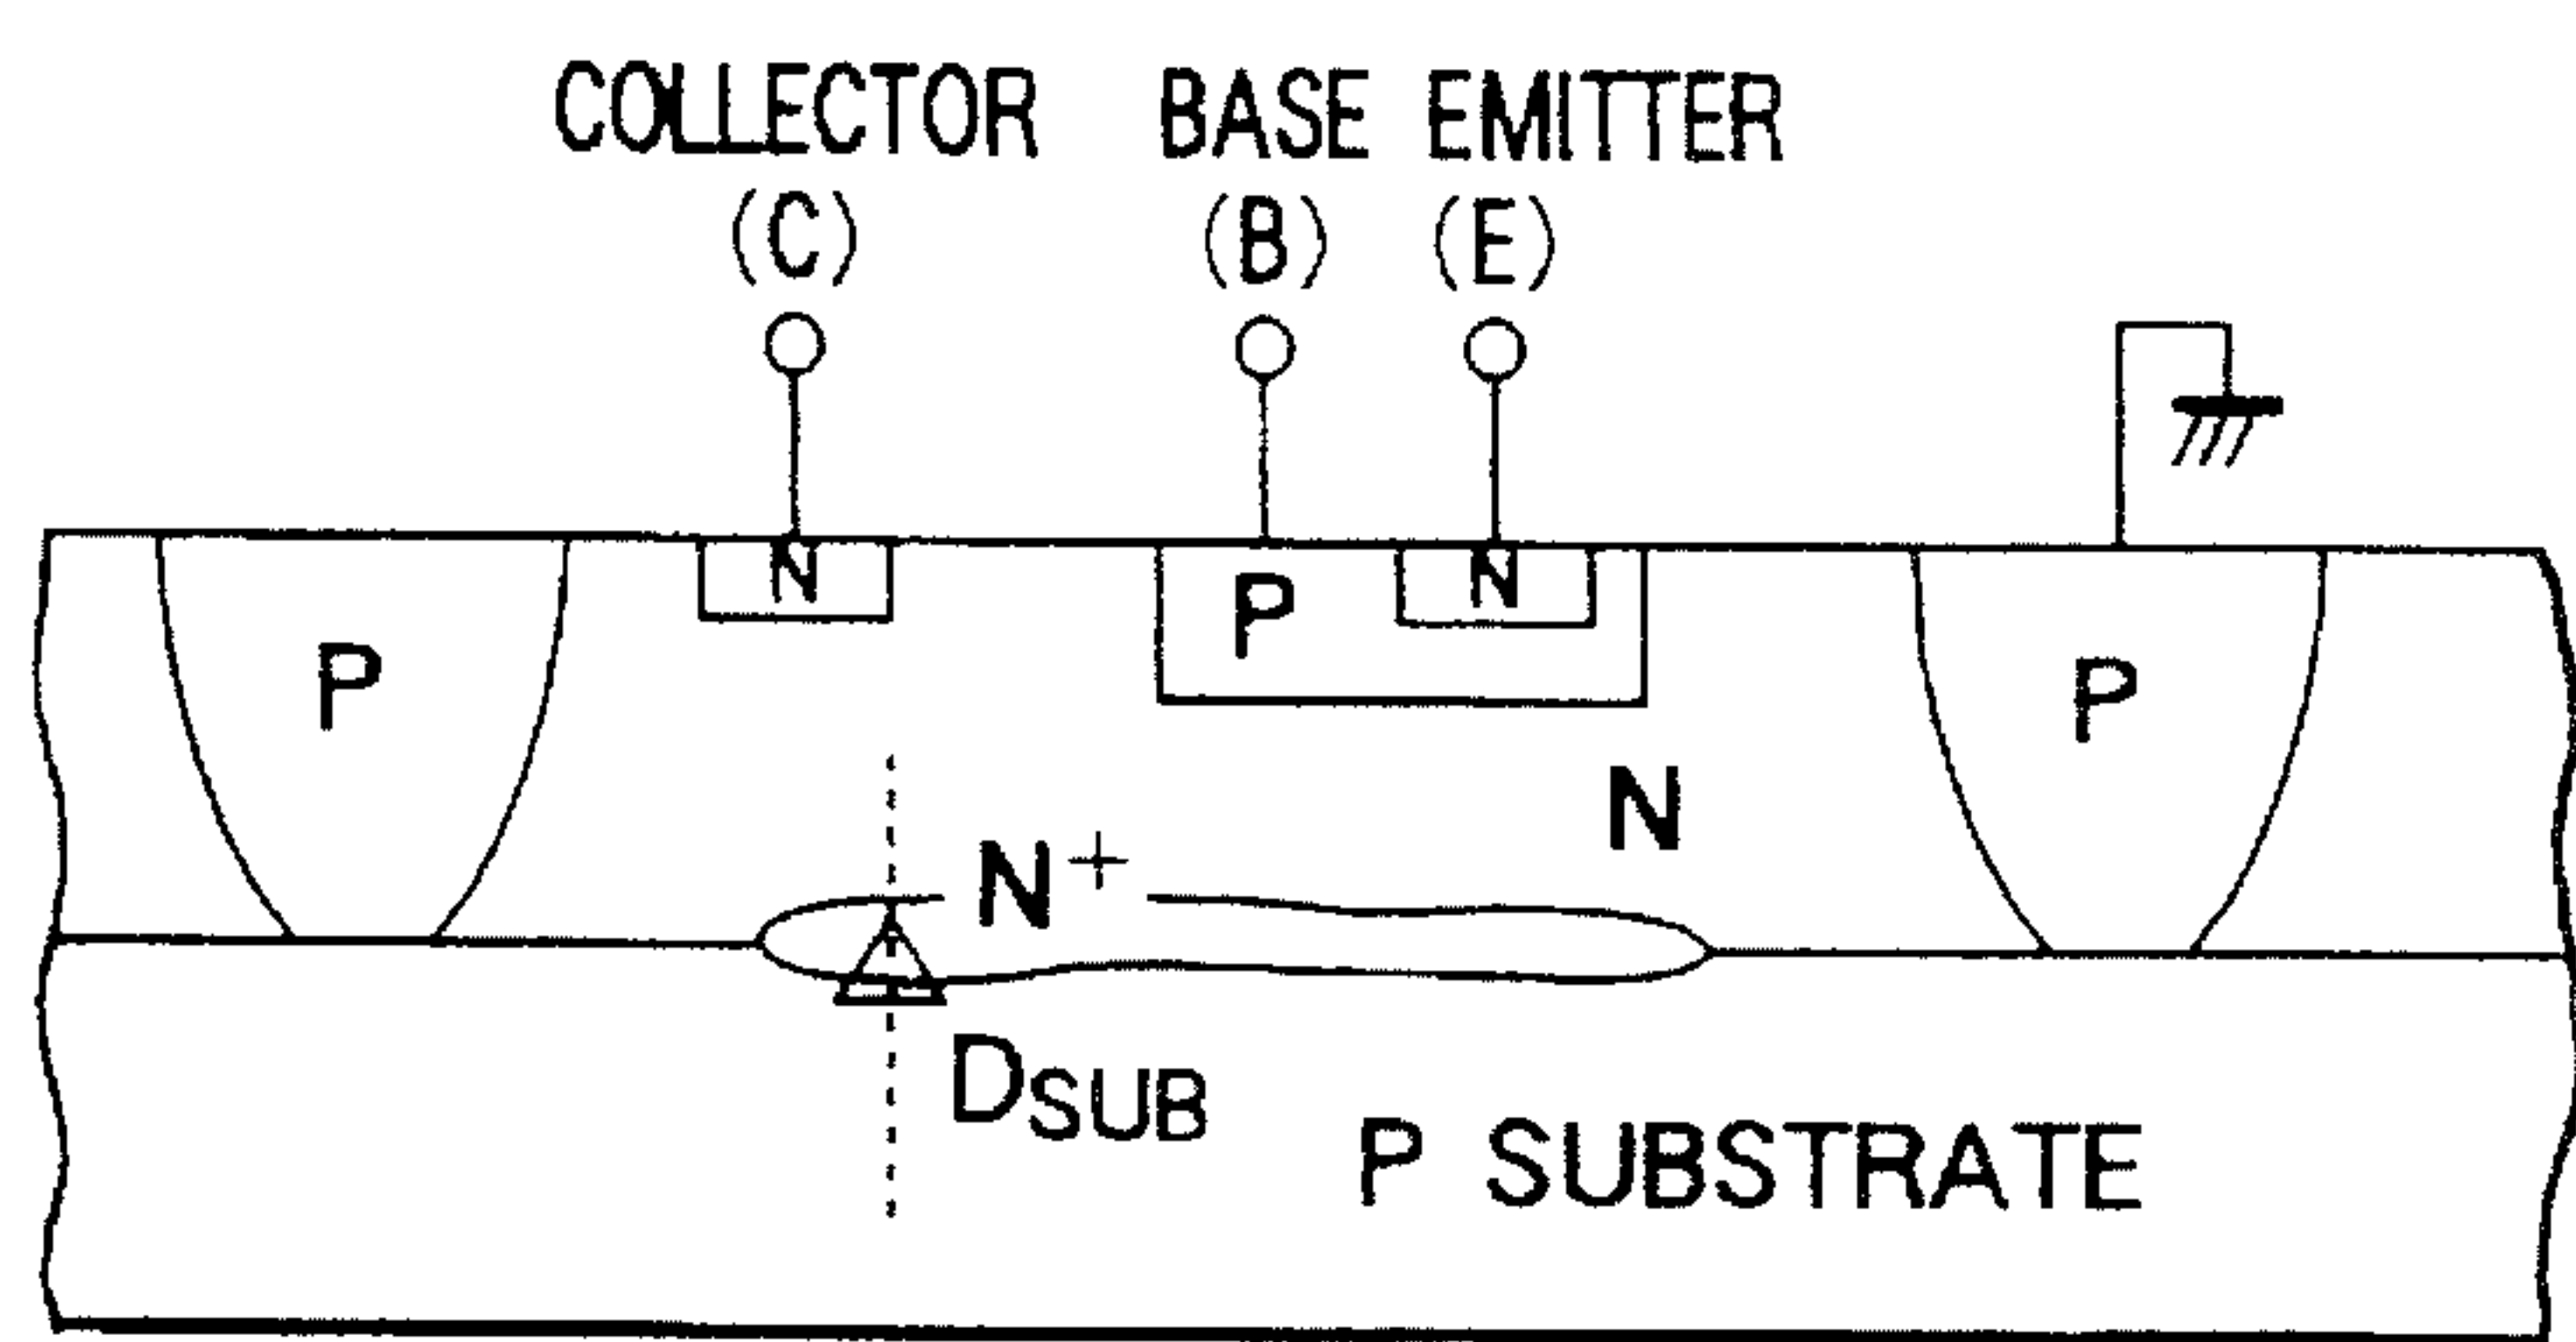 COLLECTOR BASE EMITTER
(C) (B) (E)
N P N
P P
N
N+
DSUB
P SUBSTRATE